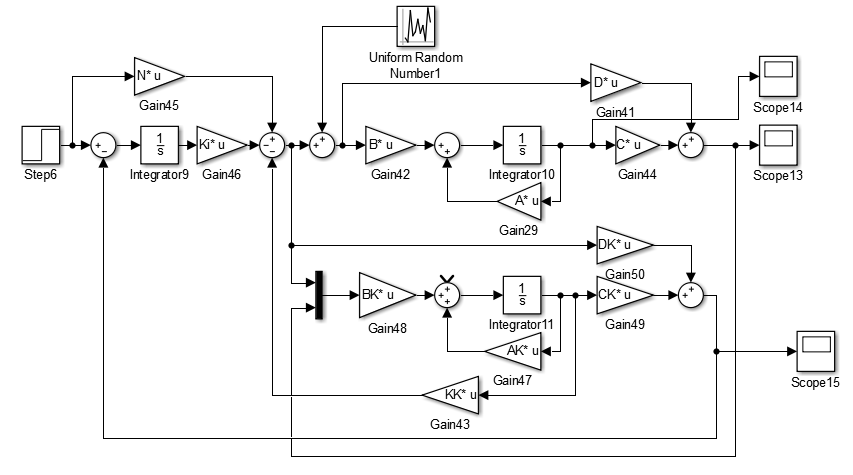 Uniform Random
Number1
N* u
Gain45
D* u
Gain41
Scope14
Step6
1
s
Integrator9
Ki* u
Gain46
B* u
Gain42
1
s
Integrator10
C* u
Gain44
Scope13
A* u
Gain29
DK* u
Gain50
BK* u
Gain48
1
s
Integrator11
CK* u
Gain49
AK* u
Gain47
Scope15
KK* u
Gain43